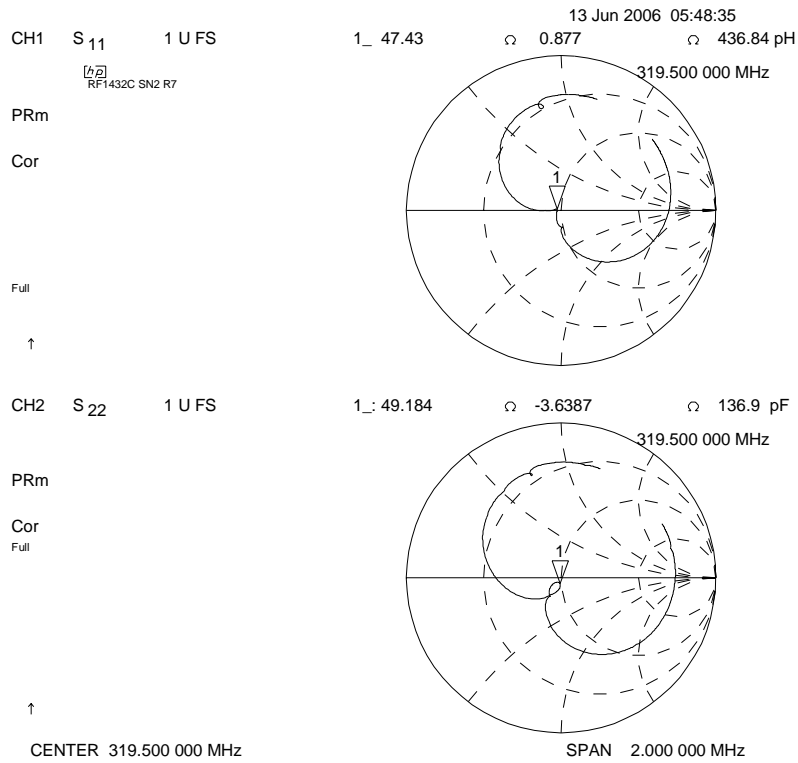 13 Jun 2006 05:48:35
CH1 S 11 1 U FS 1_ 47.43 Ω 0.877 Ω 436.84 pH
hp
RF1432C SN2 R7
319.500 000 MHz
PRm
Cor
1
Full
↑
CH2 S 22 1 U FS 1_: 49.184 Ω -3.6387 Ω 136.9 pF
319.500 000 MHz
PRm
Cor
Full
1
↑
CENTER 319.500 000 MHz SPAN 2.000 000 MHz